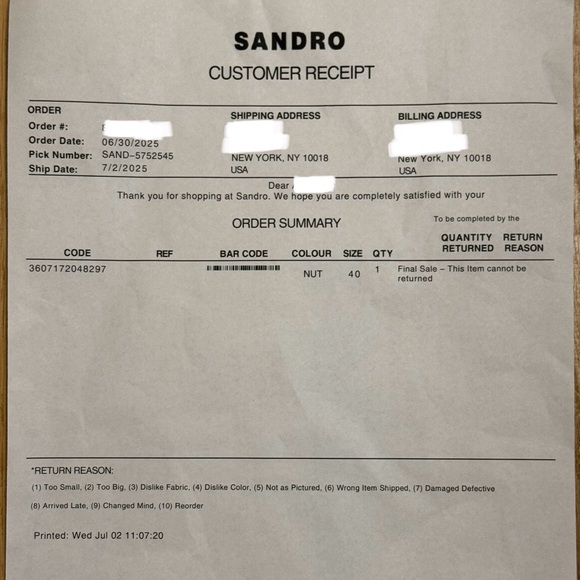 SANDRO
CUSTOMER RECEIPT
ORDER
Order #:
Order Date: 06/30/2025
Pick Number: SAND-5752545
Ship Date: 7/2/2025
SHIPPING ADDRESS
NEW YORK, NY 10018
USA
BILLING ADDRESS
New York, NY 10018
USA
Dear
Thank you for shopping at Sandro. We hope you are completely satisfied with your
ORDER SUMMARY
To be completed by the
CODE REF BAR CODE COLOUR SIZE QTY QUANTITY RETURNED RETURN REASON
3607172048297 NUT 40 1 Final Sale – This Item cannot be
returned
*RETURN REASON:
(1) Too Small, (2) Too Big, (3) Dislike Fabric, (4) Dislike Color, (5) Not as Pictured, (6) Wrong Item Shipped, (7) Damaged Defective
(8) Arrived Late, (9) Changed Mind, (10) Reorder
Printed: Wed Jul 02 11:07:20